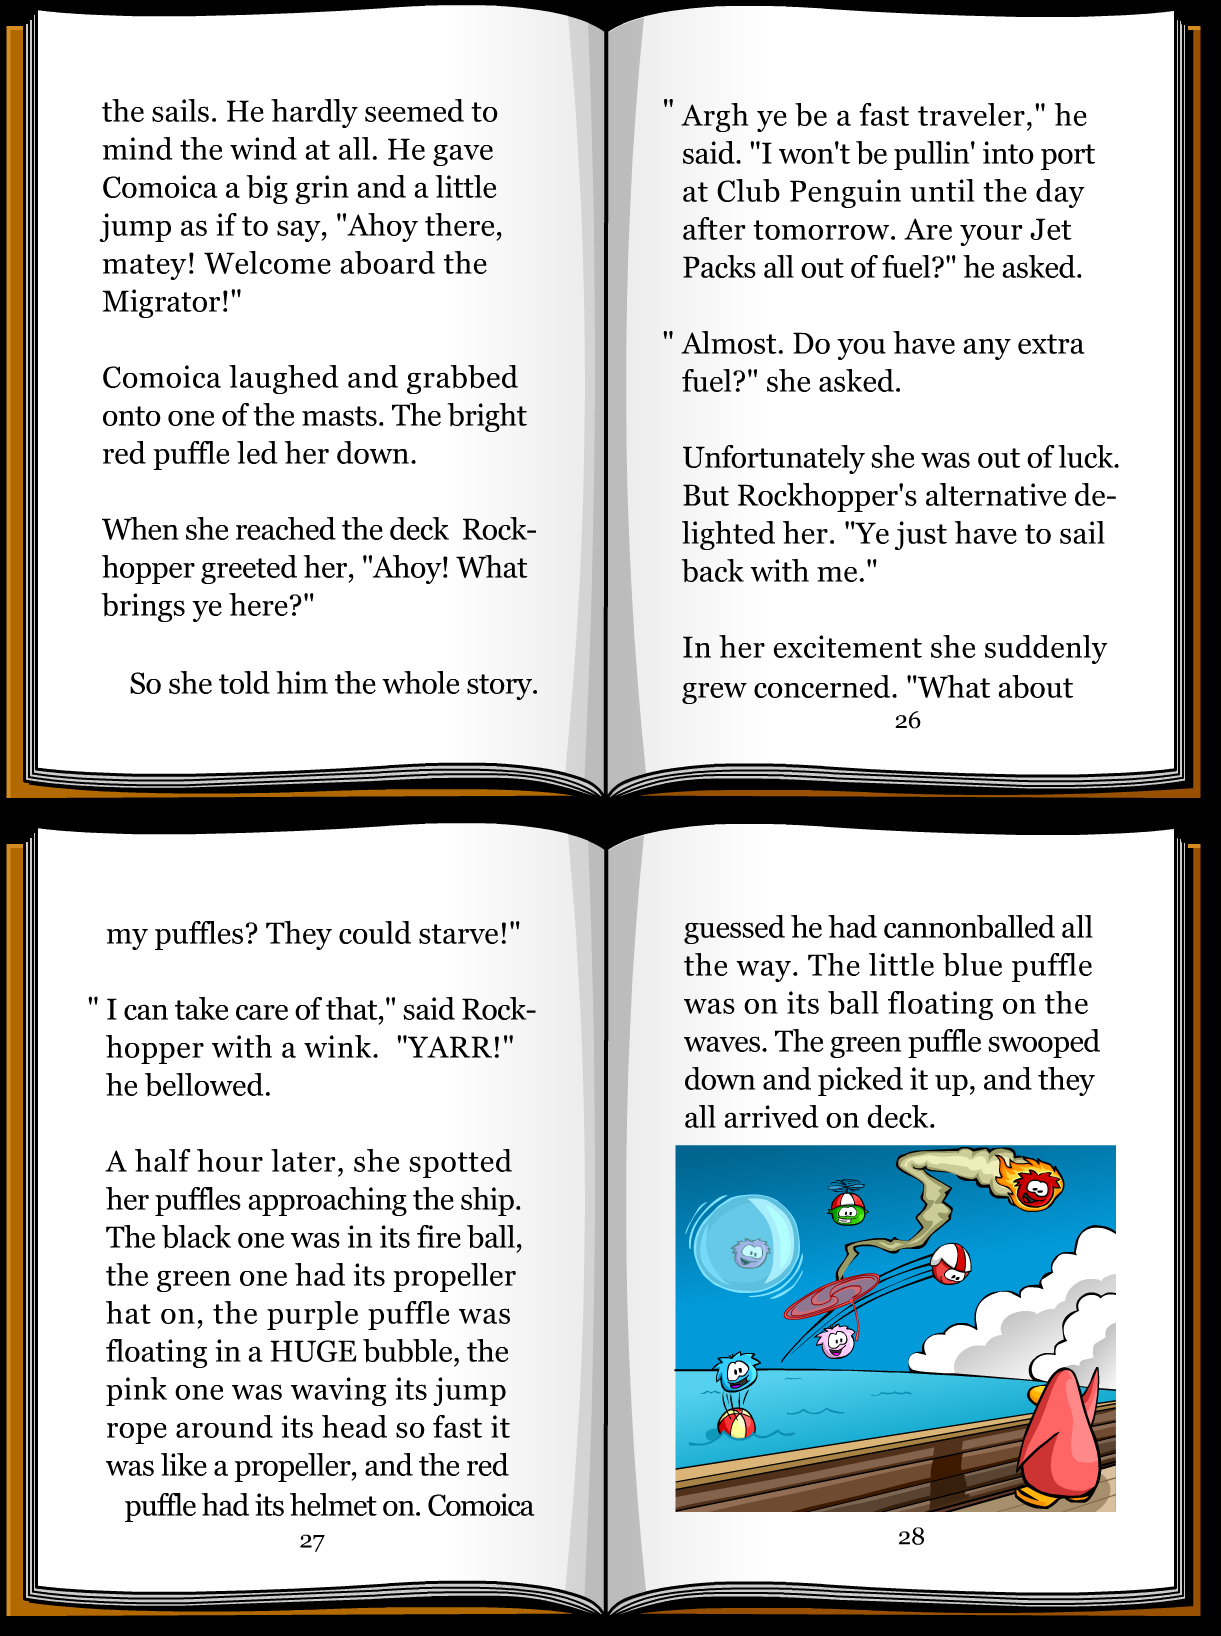 the sails. He hardly seemed to
mind the wind at all. He gave
Comoica a big grin and a little
jump as if to say, "Ahoy there,
matey! Welcome aboard the
Migrator!"
Comoica laughed and grabbed
onto one of the masts. The bright
red puffle led her down.
When she reached the deck  Rock-
hopper greeted her, "Ahoy! What
brings ye here?"
So she told him the whole story.
" Argh ye be a fast traveler," he
said. "I won't be pullin' into port
at Club Penguin until the day
after tomorrow. Are your Jet
Packs all out of fuel?" he asked.
" Almost. Do you have any extra
fuel?" she asked.
Unfortunately she was out of luck.
But Rockhopper's alternative de-
lighted her. "Ye just have to sail
back with me."
In her excitement she suddenly
grew concerned. "What about
26
my puffles? They could starve!"
" I can take care of that," said Rock-
hopper with a wink.  "YARR!"
he bellowed.
A half hour later, she spotted
her puffles approaching the ship.
The black one was in its fire ball,
the green one had its propeller
hat on, the purple puffle was
floating in a HUGE bubble, the
pink one was waving its jump
rope around its head so fast it
was like a propeller, and the red
puffle had its helmet on. Comoica
27
guessed he had cannonballed all
the way. The little blue puffle
was on its ball floating on the
waves. The green puffle swooped
down and picked it up, and they
all arrived on deck.
28